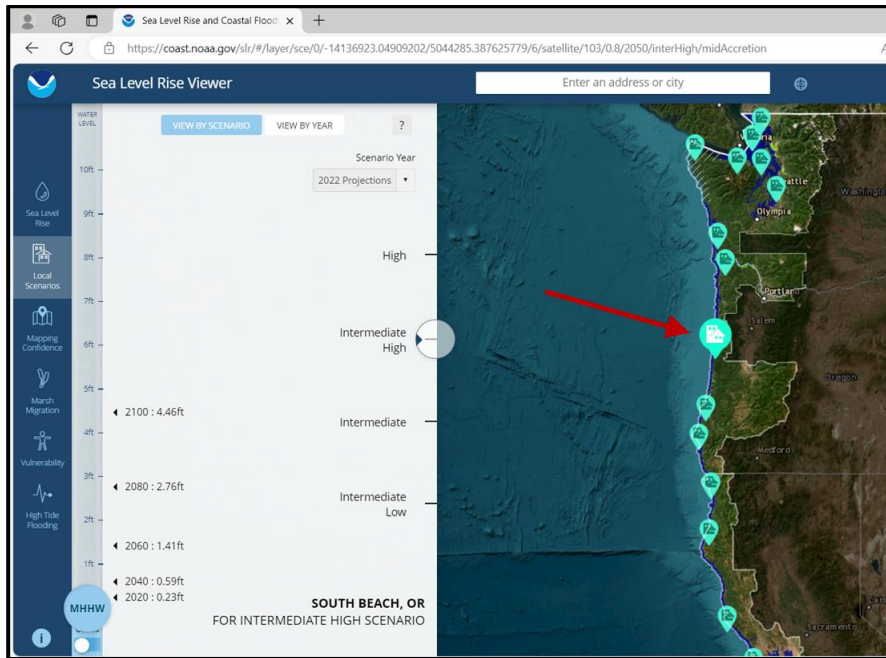 Sea Level Rise and Coastal Flood
https://coast.noaa.gov/slr/#/layer/sce/0/-14136923.04909202/5044285.387625779/6/satellite/103/0.8/2050/interHigh/midAccretion
Sea Level Rise Viewer
Enter an address or city
WATER
LEVEL
VIEW BY SCENARIO
VIEW BY YEAR
?
Scenario Year
2022 Projections
10ft
9ft
8ft
7ft
6ft
5ft
4ft
3ft
2ft
1ft
MHHW
Sea Level
Rise
Local
Scenarios
Mapping
Confidence
Marsh
Migration
Vulnerability
High Tide
Flooding
High
Intermediate
High
Intermediate
Intermediate
Low
2100 : 4.46ft
2080 : 2.76ft
2060 : 1.41ft
2040 : 0.59ft
2020 : 0.23ft
SOUTH BEACH, OR
FOR INTERMEDIATE HIGH SCENARIO
Olympia
Portland
Salem
Oregon
Medford
Sacramento